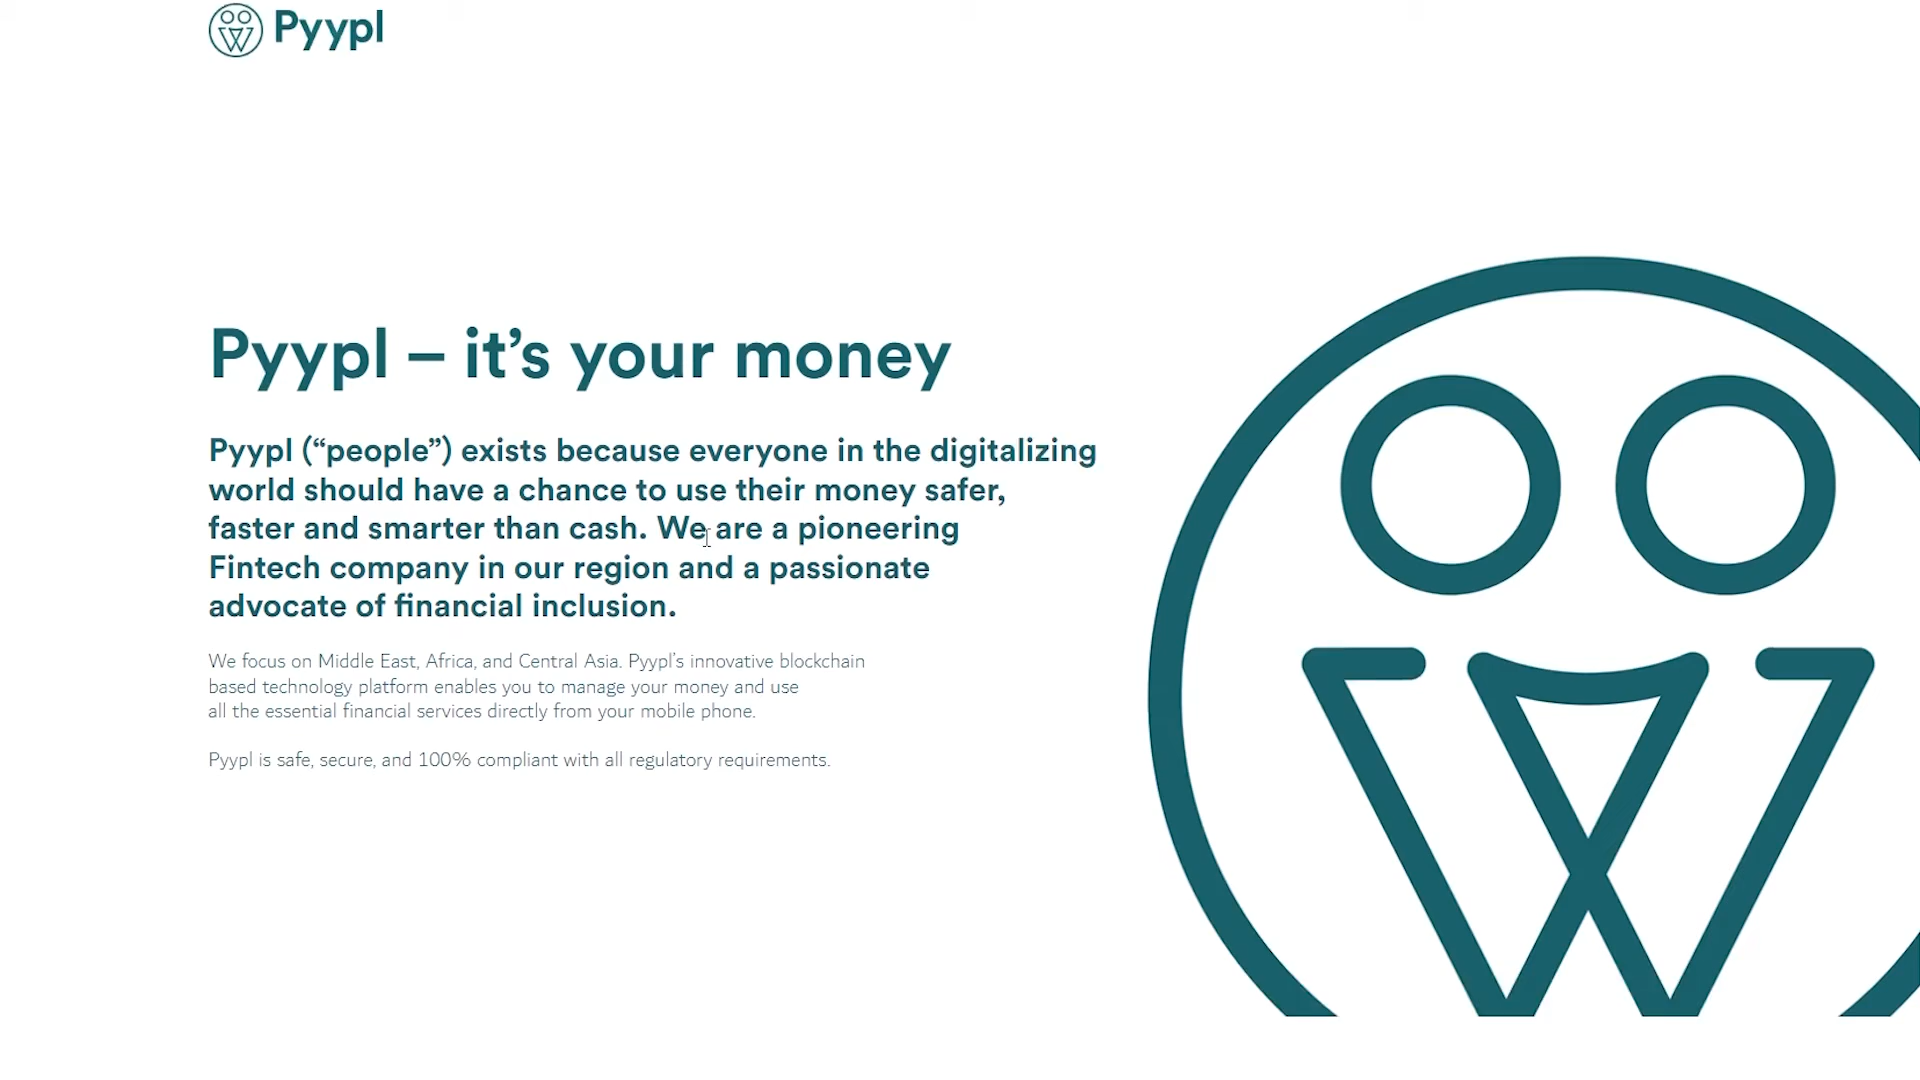 Pyypl
Pyypl – it’s your money
Pyypl (“people”) exists because everyone in the digitalizing
world should have a chance to use their money safer,
faster and smarter than cash. We are a pioneering
Fintech company in our region and a passionate
advocate of financial inclusion.
We focus on Middle East, Africa, and Central Asia. Pyypl’s innovative blockchain
based technology platform enables you to manage your money and use
all the essential financial services directly from your mobile phone.
Pyypl is safe, secure, and 100% compliant with all regulatory requirements.